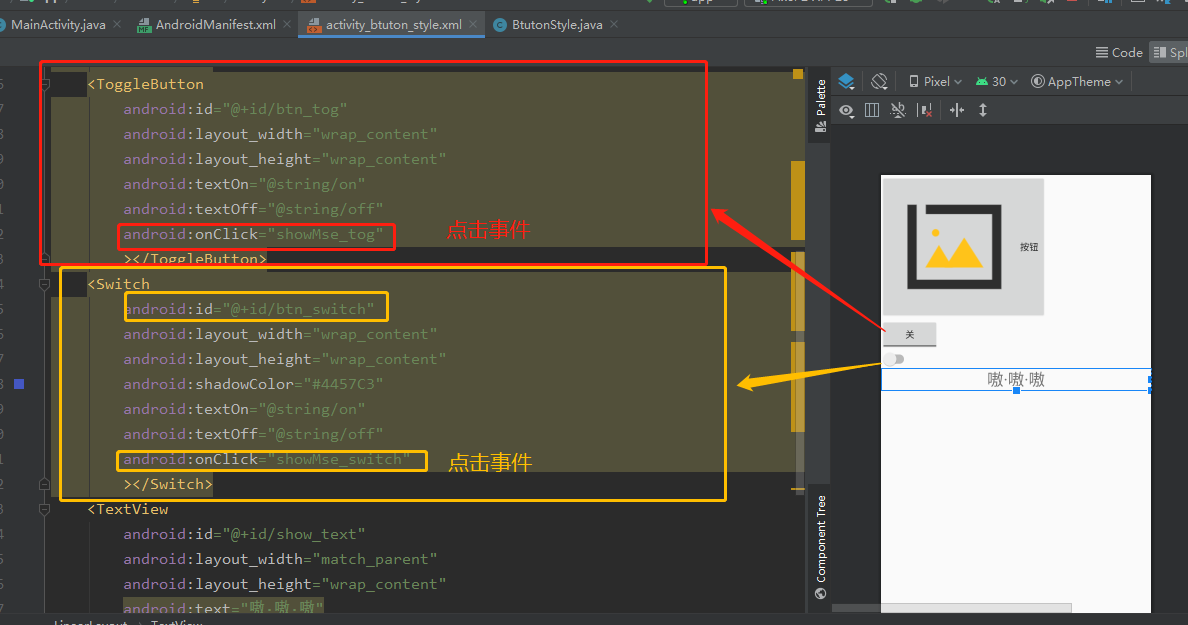 MainActivity.java
AndroidManifest.xml
activity_btuton_style.xml
BtutonStyle.java
Code
Spl
<ToggleButton
android:id="@+id/btn_tog"
android:layout_width="wrap_content"
android:layout_height="wrap_content"
android:textOn="@string/on"
android:textOff="@string/off"
android:onClick="showMse_tog"
点击事件
></ToggleButton>
<Switch
android:id="@+id/btn_switch"
android:layout_width="wrap_content"
android:layout_height="wrap_content"
android:shadowColor="#4457C3"
android:textOn="@string/on"
android:textOff="@string/off"
android:onClick="showMse_switch"
点击事件
></Switch>
<TextView
android:id="@+id/show_text"
android:layout_width="match_parent"
android:layout_height="wrap_content"
android:text="嗷·嗷·嗷"
Palette
Component Tree
Pixel
30
AppTheme
按钮
关
嗷·嗷·嗷